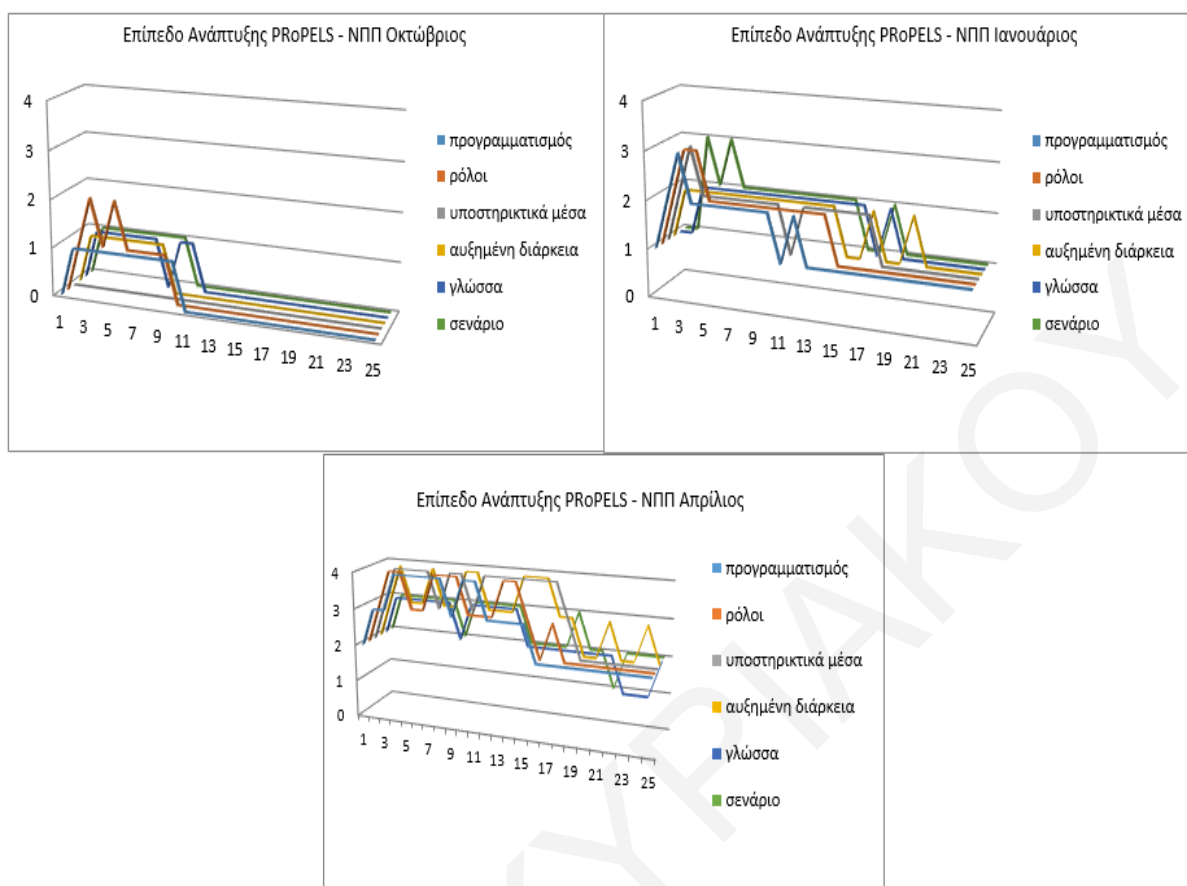 Επίπεδο Ανάπτυξης PRoPELS - ΝΠΠ Οκτώβριος
4
3
2
1
0
1 3 5 7 9 11 13 15 17 19 21 23 25
προγραμματισμός
ρόλοι
υποστηρικτικά μέσα
αυξημένη διάρκεια
γλώσσα
σενάριο
Επίπεδο Ανάπτυξης PRoPELS - ΝΠΠ Ιανουάριος
4
3
2
1
0
1 3 5 7 9 11 13 15 17 19 21 23 25
προγραμματισμός
ρόλοι
υποστηρικτικά μέσα
αυξημένη διάρκεια
γλώσσα
σενάριο
Επίπεδο Ανάπτυξης PRoPELS - ΝΠΠ Απρίλιος
4
3
2
1
0
1 3 5 7 9 11 13 15 17 19 21 23 25
προγραμματισμός
ρόλοι
υποστηρικτικά μέσα
αυξημένη διάρκεια
γλώσσα
σενάριο
ΚΥΡΙΑΚΟΥ